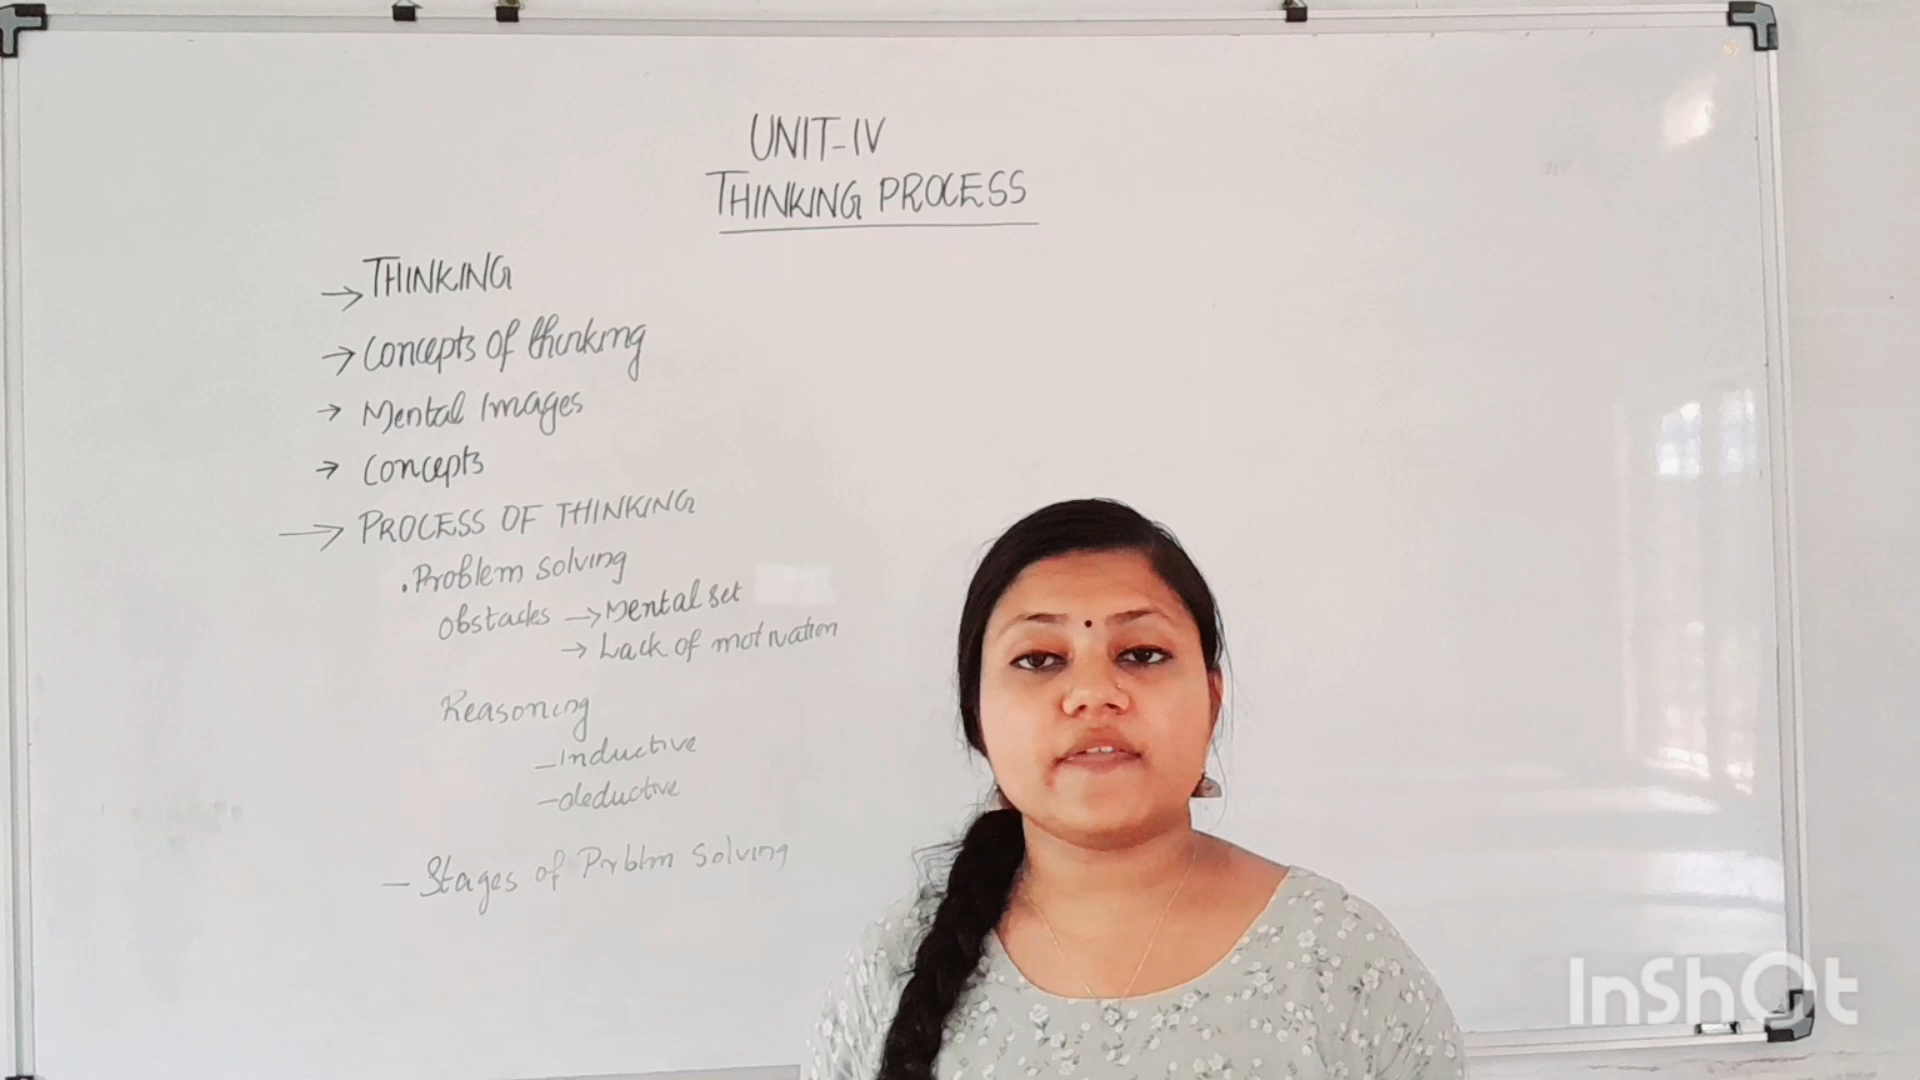 UNIT-IV
THINKING PROCESS
→ THINKING
→ Concepts of thinking
→ Mental Images
→ Concepts
→ PROCESS OF THINKING
. Problem solving
Obstacles → Mental set
→ Lack of motivation
Reasoning
- Inductive
- deductive
- Stages of Prblm solving
InShOt